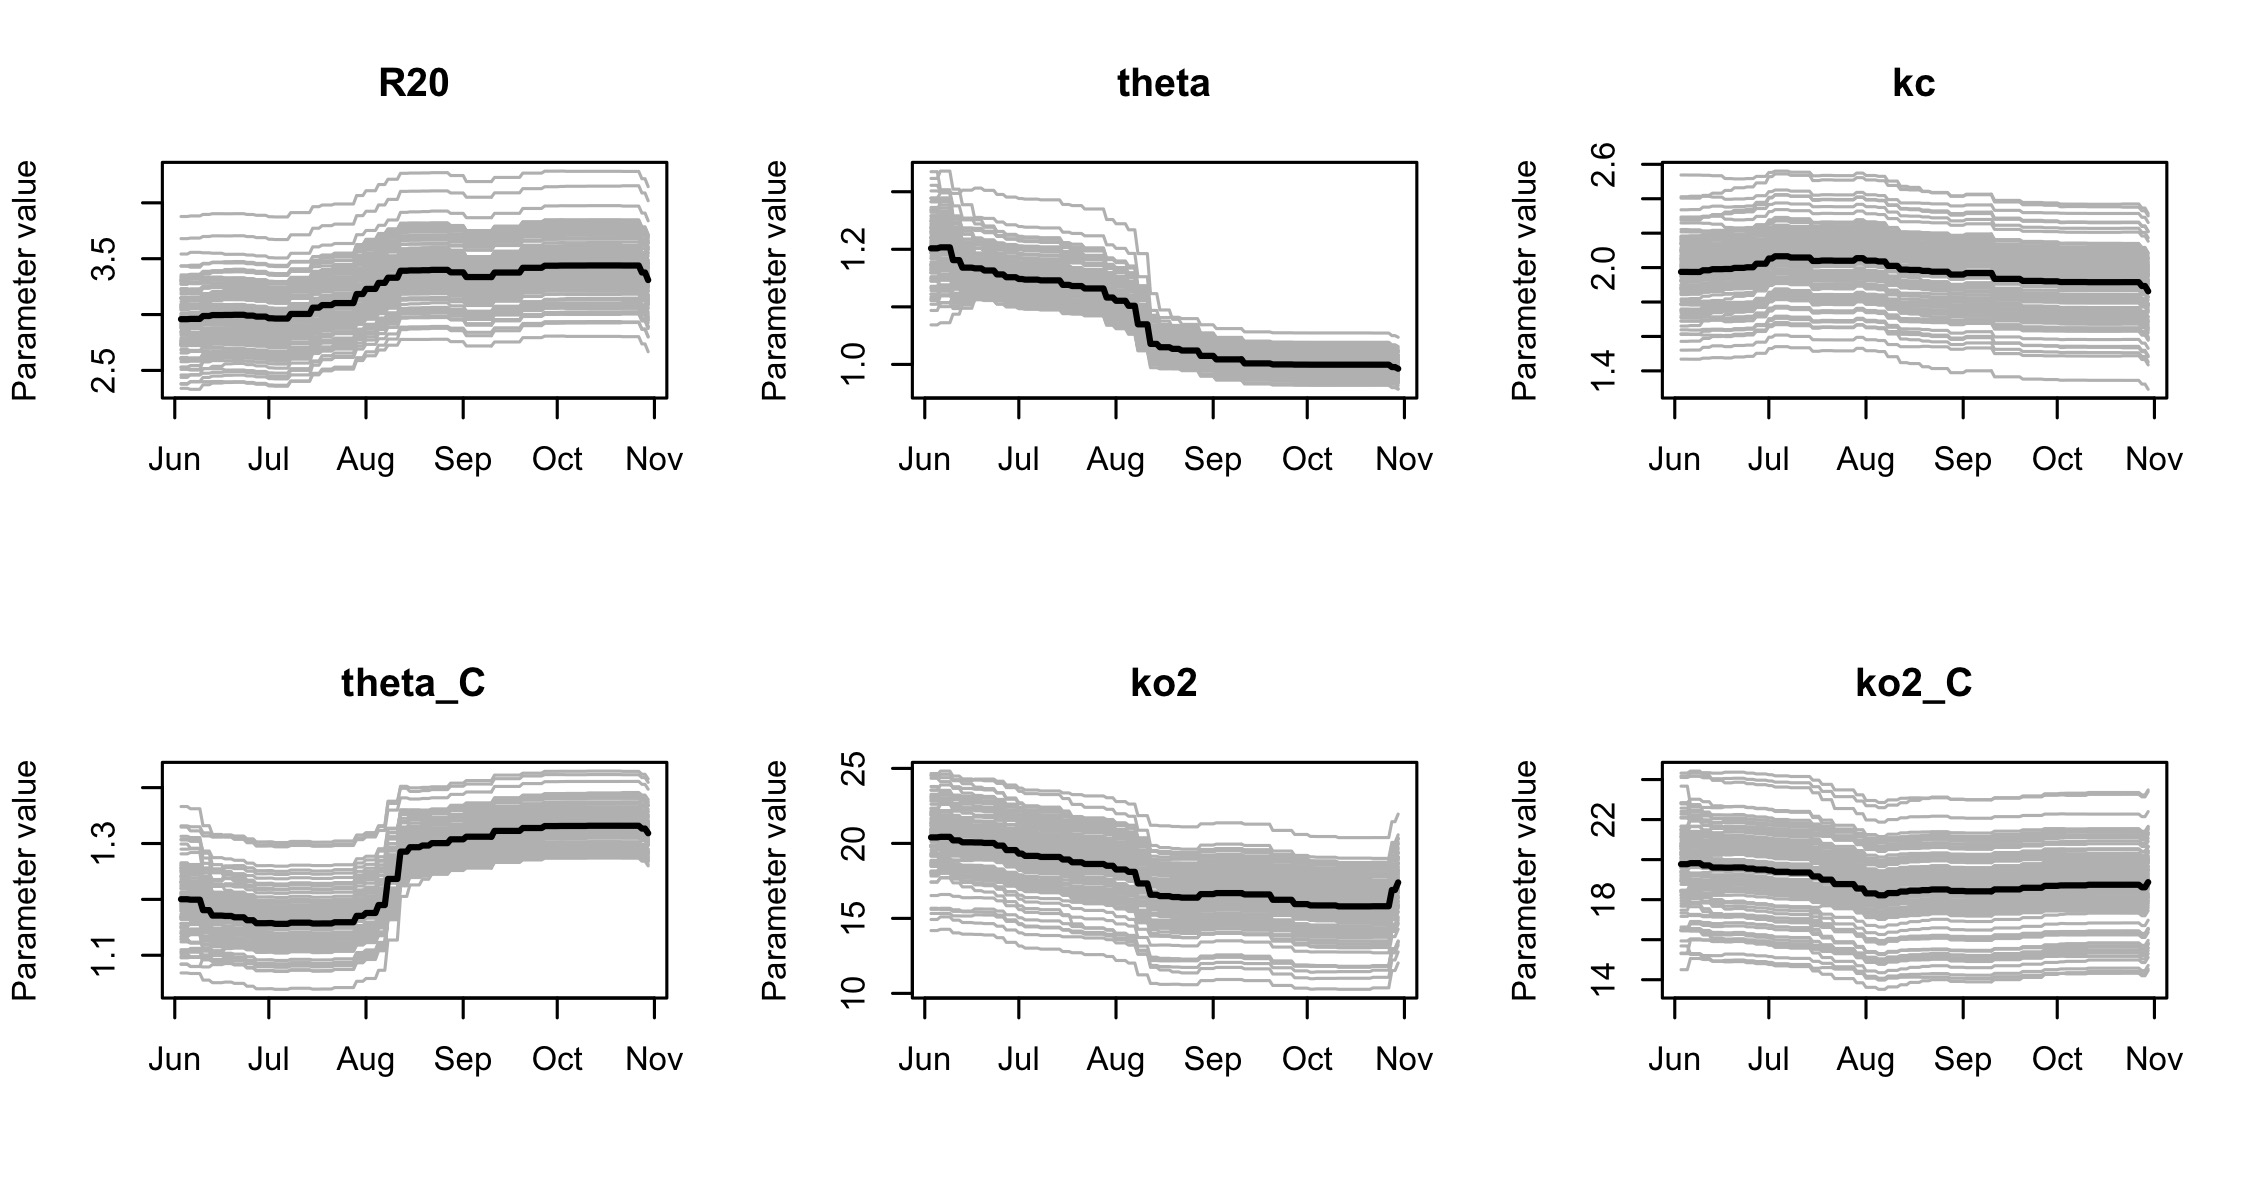 R20
Parameter value
3.5
2.5
Jun Jul Aug Sep Oct Nov
theta
Parameter value
1.2
1.0
Jun Jul Aug Sep Oct Nov
kc
Parameter value
2.6
2.0
1.4
Jun Jul Aug Sep Oct Nov
theta_C
Parameter value
1.3
1.1
Jun Jul Aug Sep Oct Nov
ko2
Parameter value
25
20
15
10
Jun Jul Aug Sep Oct Nov
ko2_C
Parameter value
22
18
14
Jun Jul Aug Sep Oct Nov